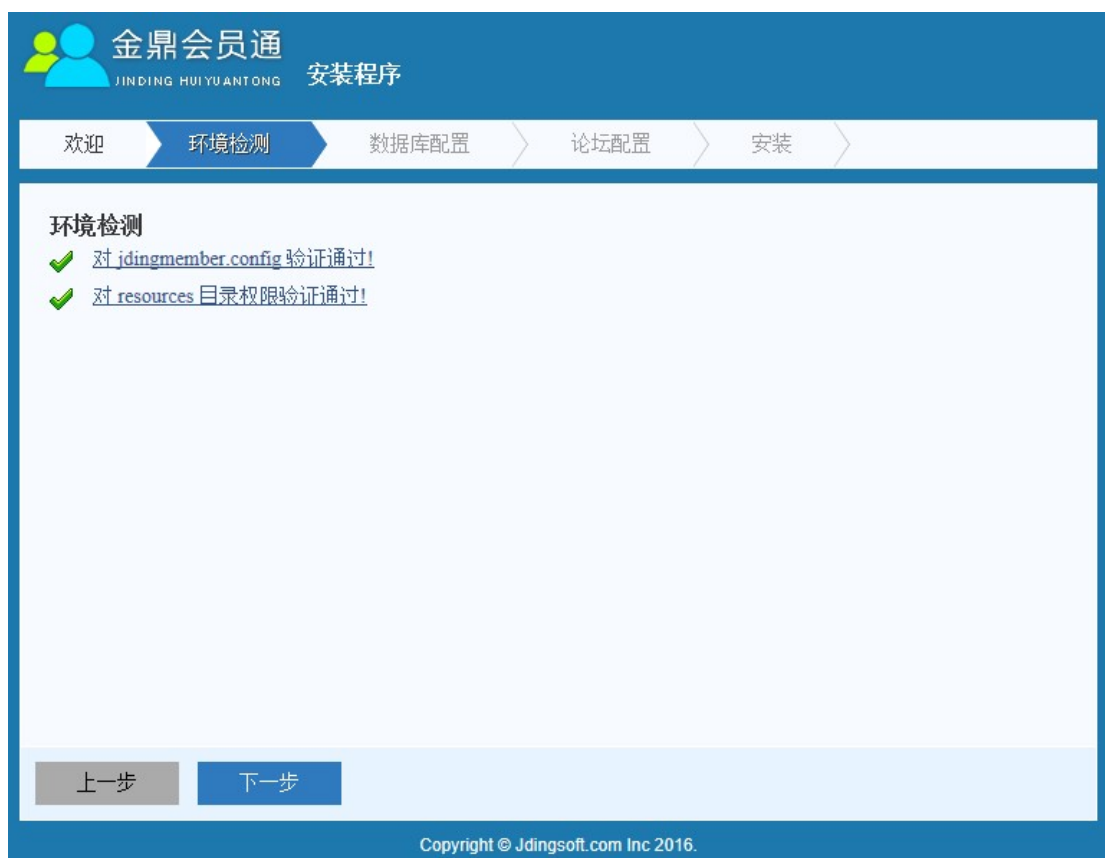 金鼎会员通
JINDING HUIYUANTONG 安装程序
欢迎 环境检测 数据库配置 论坛配置 安装
环境检测
对 jdingmember.config 验证通过!
对 resources 目录权限验证通过!
上一步 下一步
Copyright © Jdingsoft.com Inc 2016.